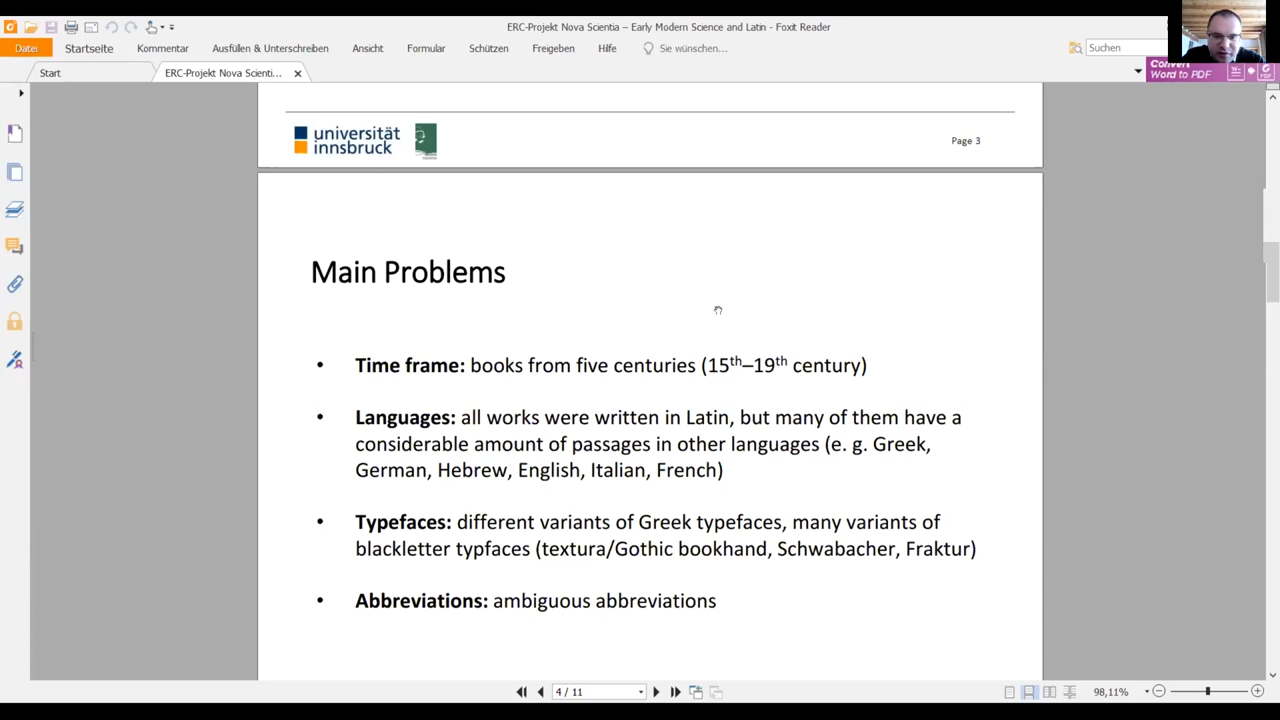 ERC-Projekt Nova Scientia – Early Modern Science and Latin - Foxit Reader
Datei Startseite Kommentar Ausfüllen & Unterschreiben Ansicht Formular Schützen Freigeben Hilfe Sie wünschen... Suchen
Start ERC-Projekt Nova Scienti... Convert
Word to PDF
universität
innsbruck
Page 3
Main Problems
• Time frame: books from five centuries (15th–19th century)
• Languages: all works were written in Latin, but many of them have a
considerable amount of passages in other languages (e. g. Greek,
German, Hebrew, English, Italian, French)
• Typefaces: different variants of Greek typefaces, many variants of
blackletter typfaces (textura/Gothic bookhand, Schwabacher, Fraktur)
• Abbreviations: ambiguous abbreviations
4 / 11 98,11%